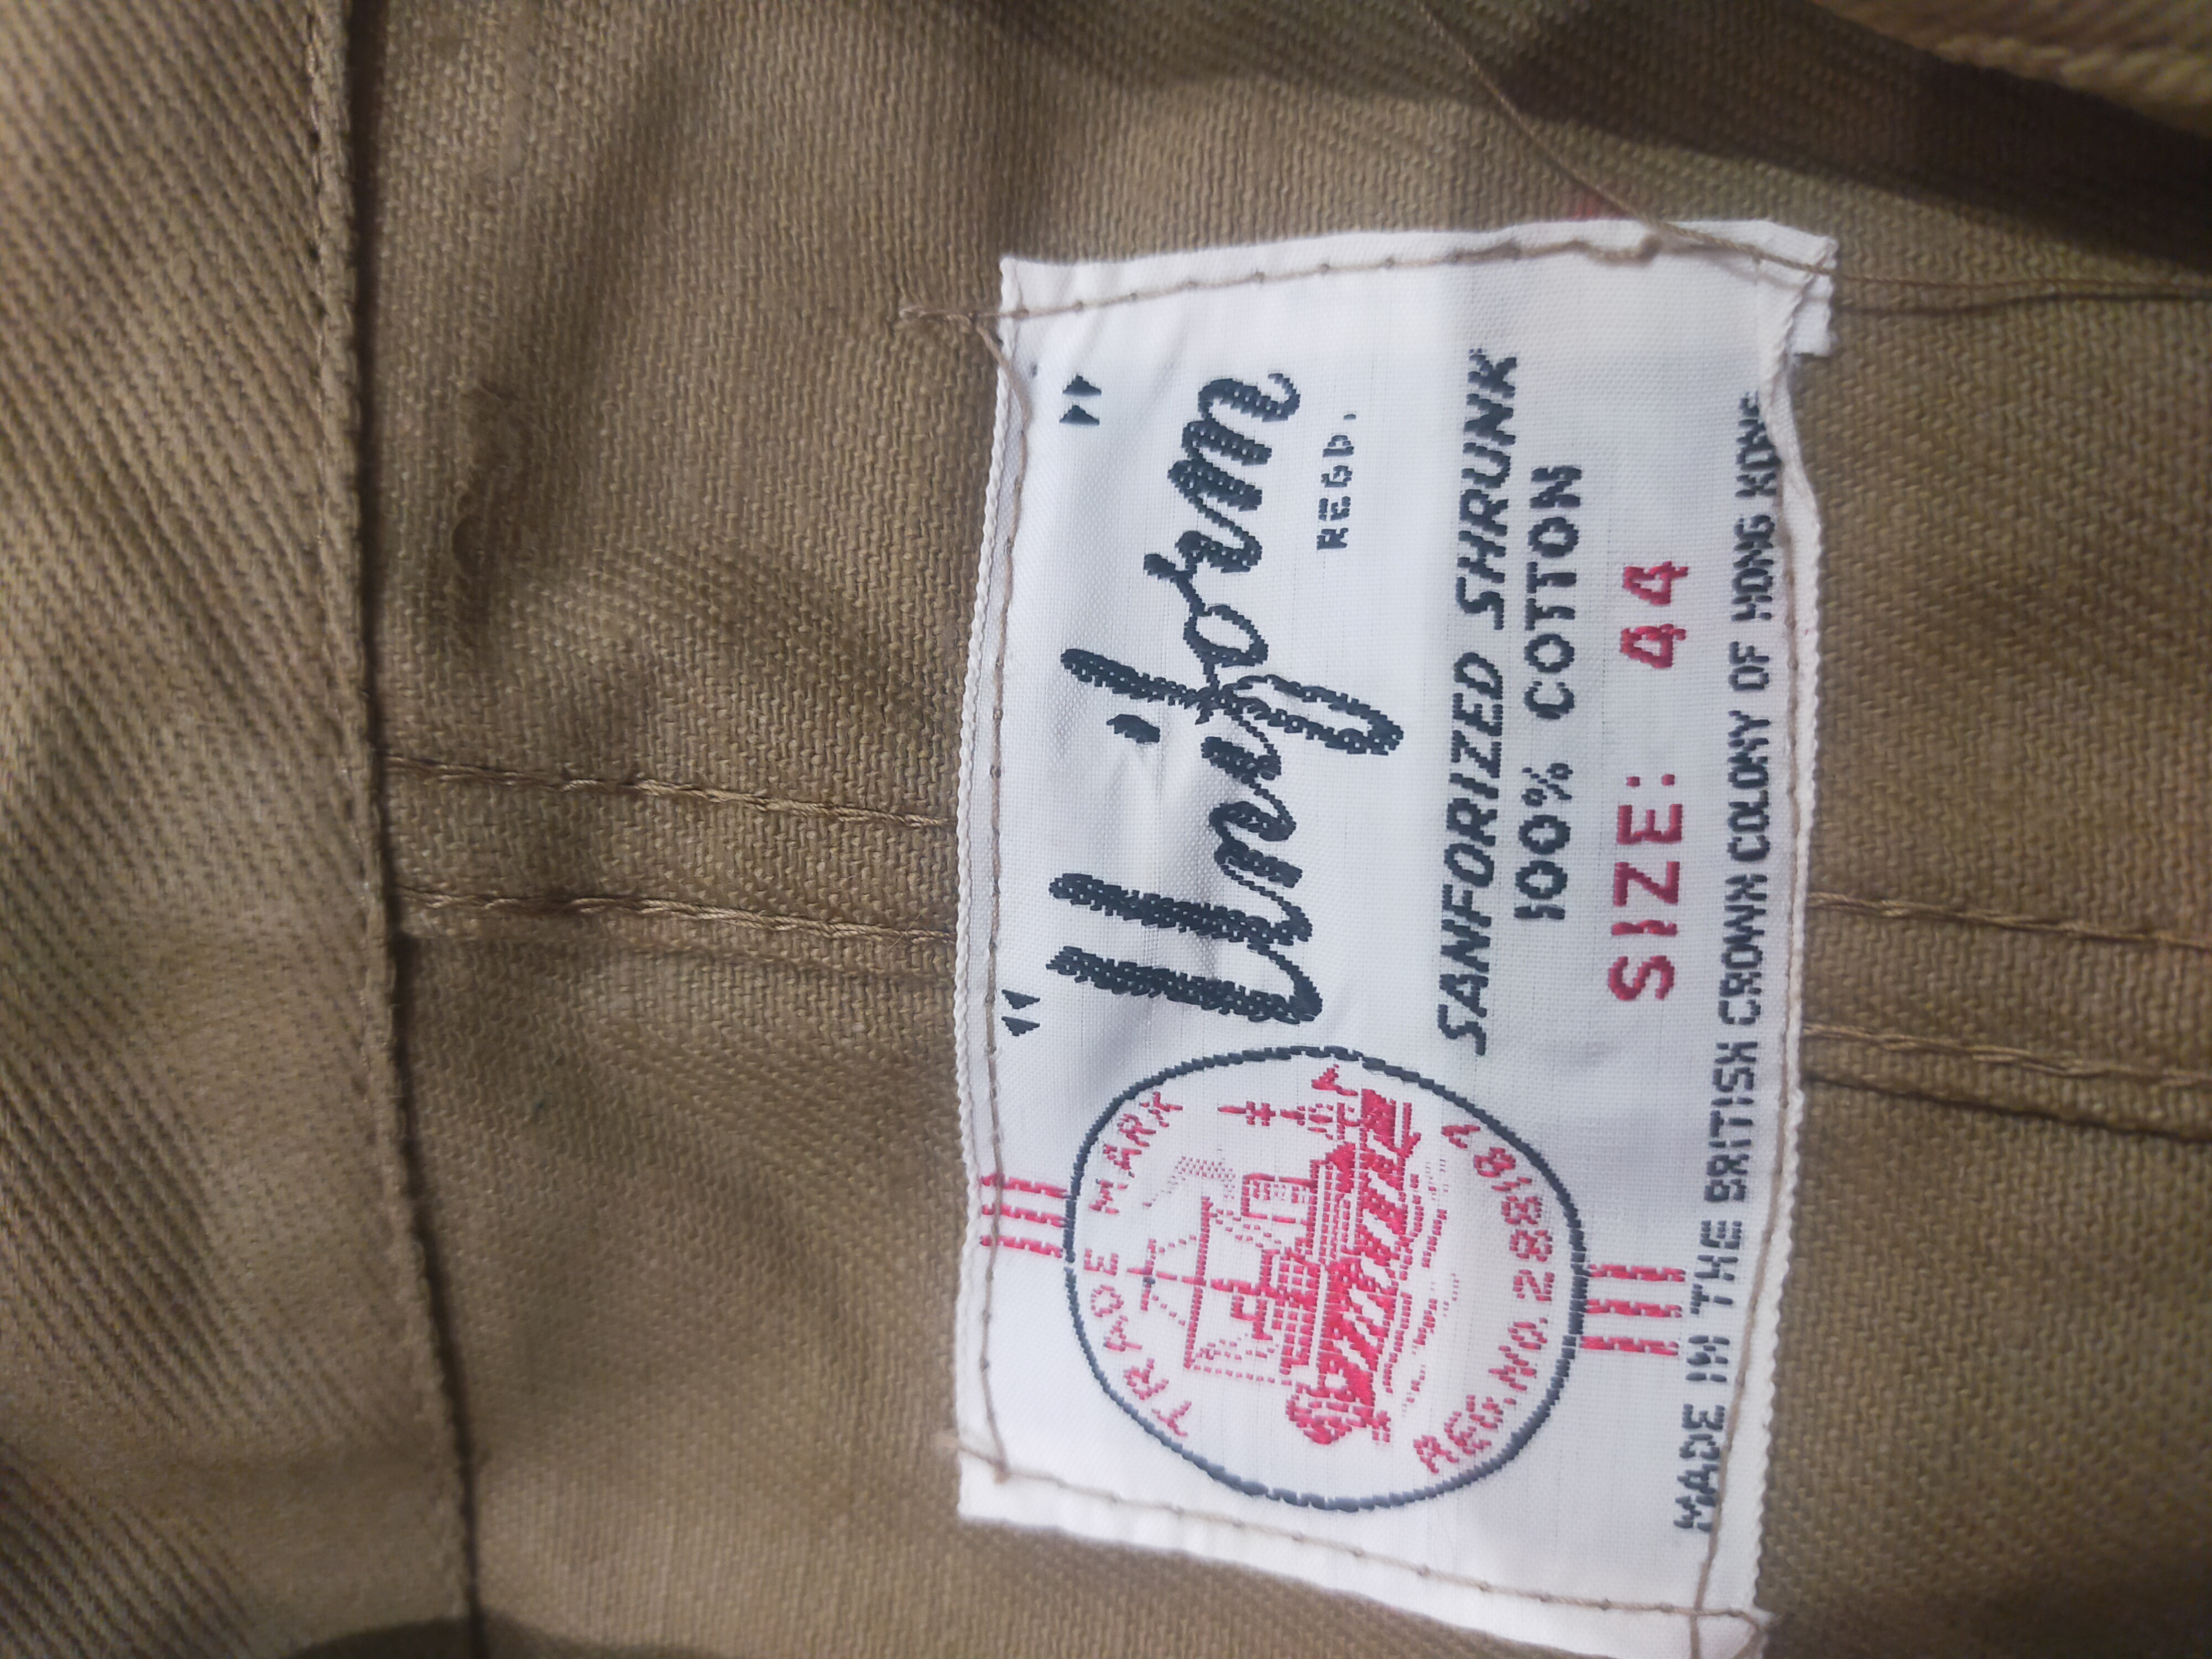 "Uniform"
REGD.
SANFORIZED SHRUNK
100% COTTON
SIZE: 44
TRADE MARK
REG. NO. 288187
MADE IN THE BRITISH CROWN COLONY OF HONG KONG